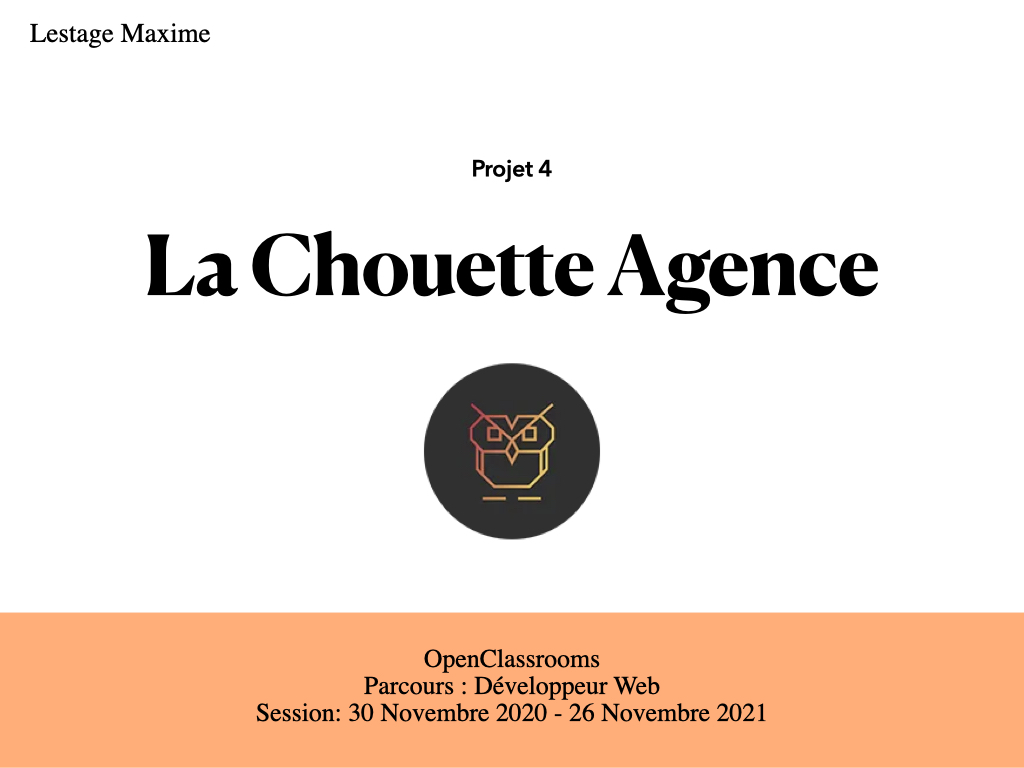 Lestage Maxime
Projet 4
La Chouette Agence
OpenClassrooms
Parcours : Développeur Web
Session: 30 Novembre 2020 - 26 Novembre 2021